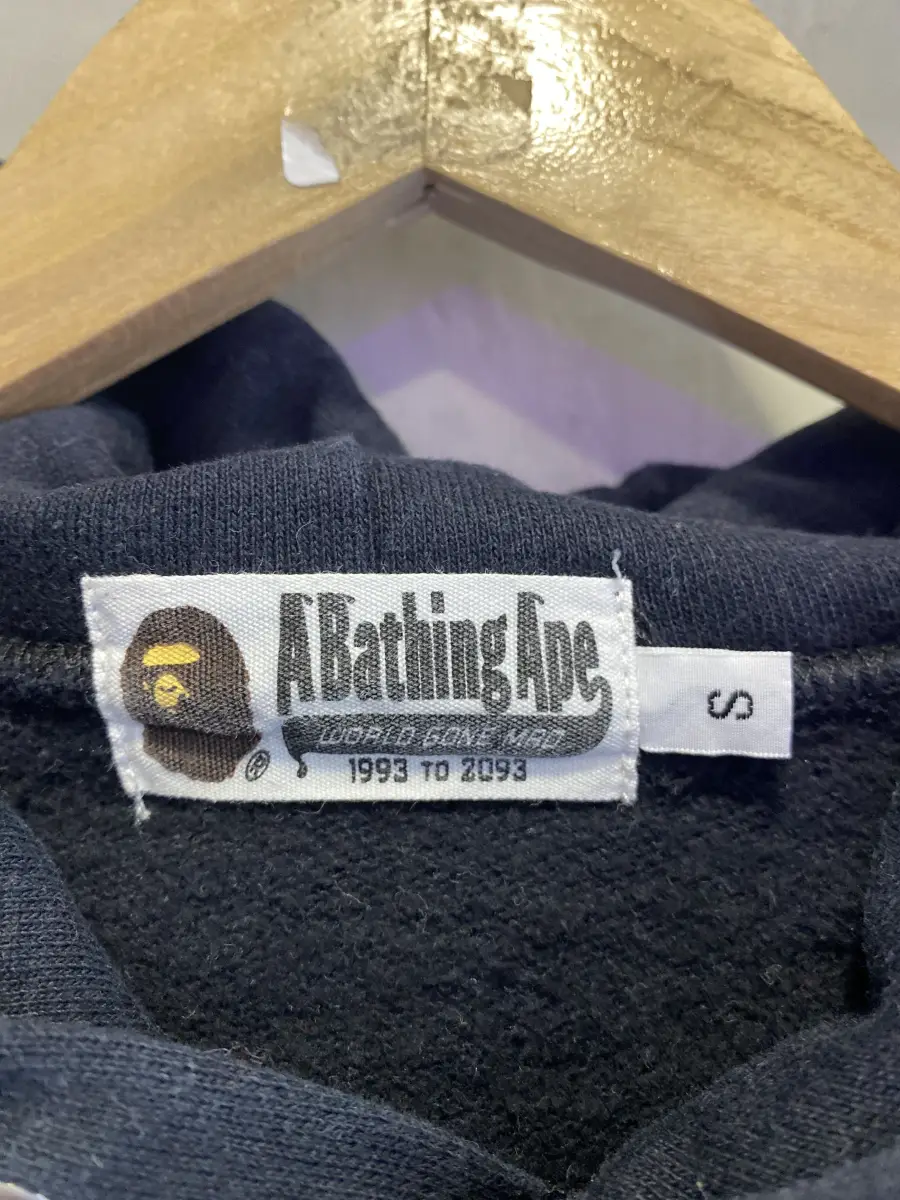 A Bathing Ape
WORLD GONE MAD
1993 TO 2093
®
S